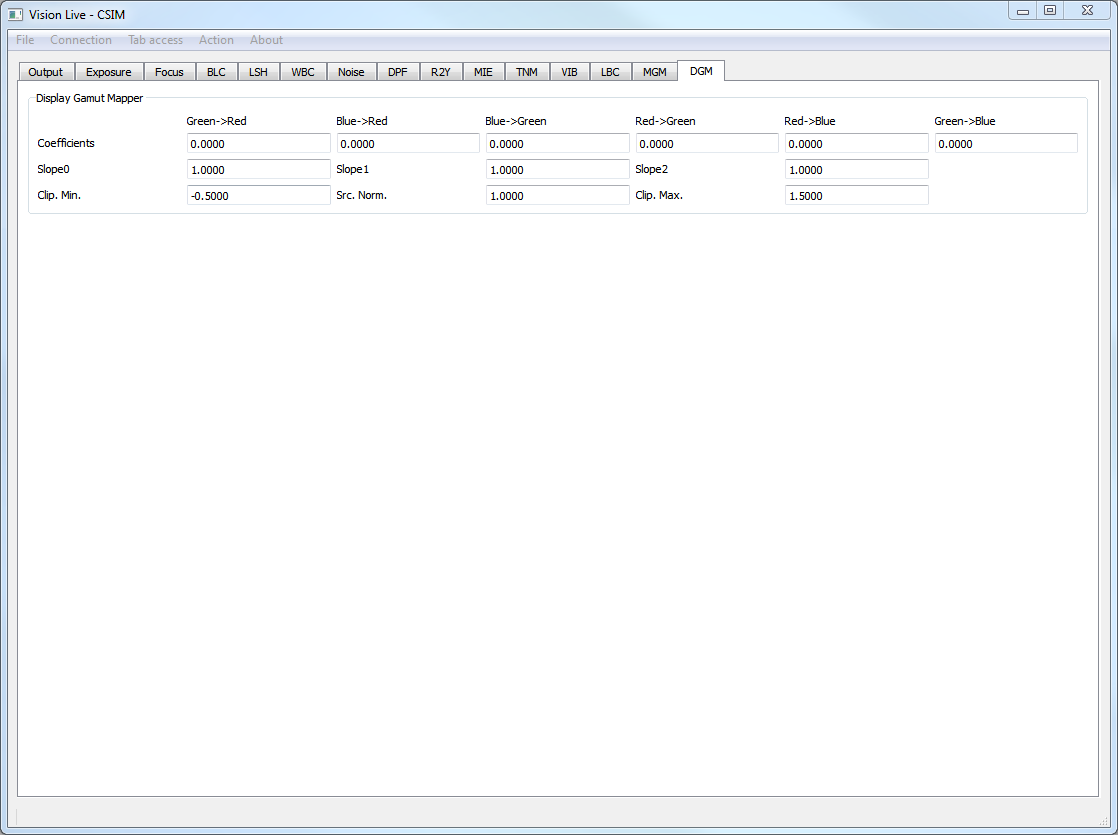 Vision Live - CSIM
File Connection Tab access Action About
Output Exposure Focus BLC LSH WBC Noise DPF R2Y MIE TNM VIB LBC MGM DGM
Display Gamut Mapper
Green->Red Blue->Red Blue->Green Red->Green Red->Blue Green->Blue
Coefficients 0.0000 0.0000 0.0000 0.0000 0.0000 0.0000
Slope0 1.0000 Slope1 1.0000 Slope2 1.0000
Clip. Min. -0.5000 Src. Norm. 1.0000 Clip. Max. 1.5000